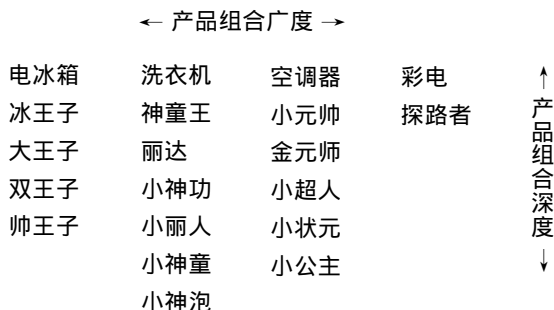 ← 产品组合广度 →
电冰箱 洗衣机 空调器 彩电
冰王子 神童王 小元帅 探路者
大王子 丽达 金元师
双王子 小神功 小超人
帅王子 小丽人 小状元
小神童 小公主
小神泡
↑产品组合深度↓